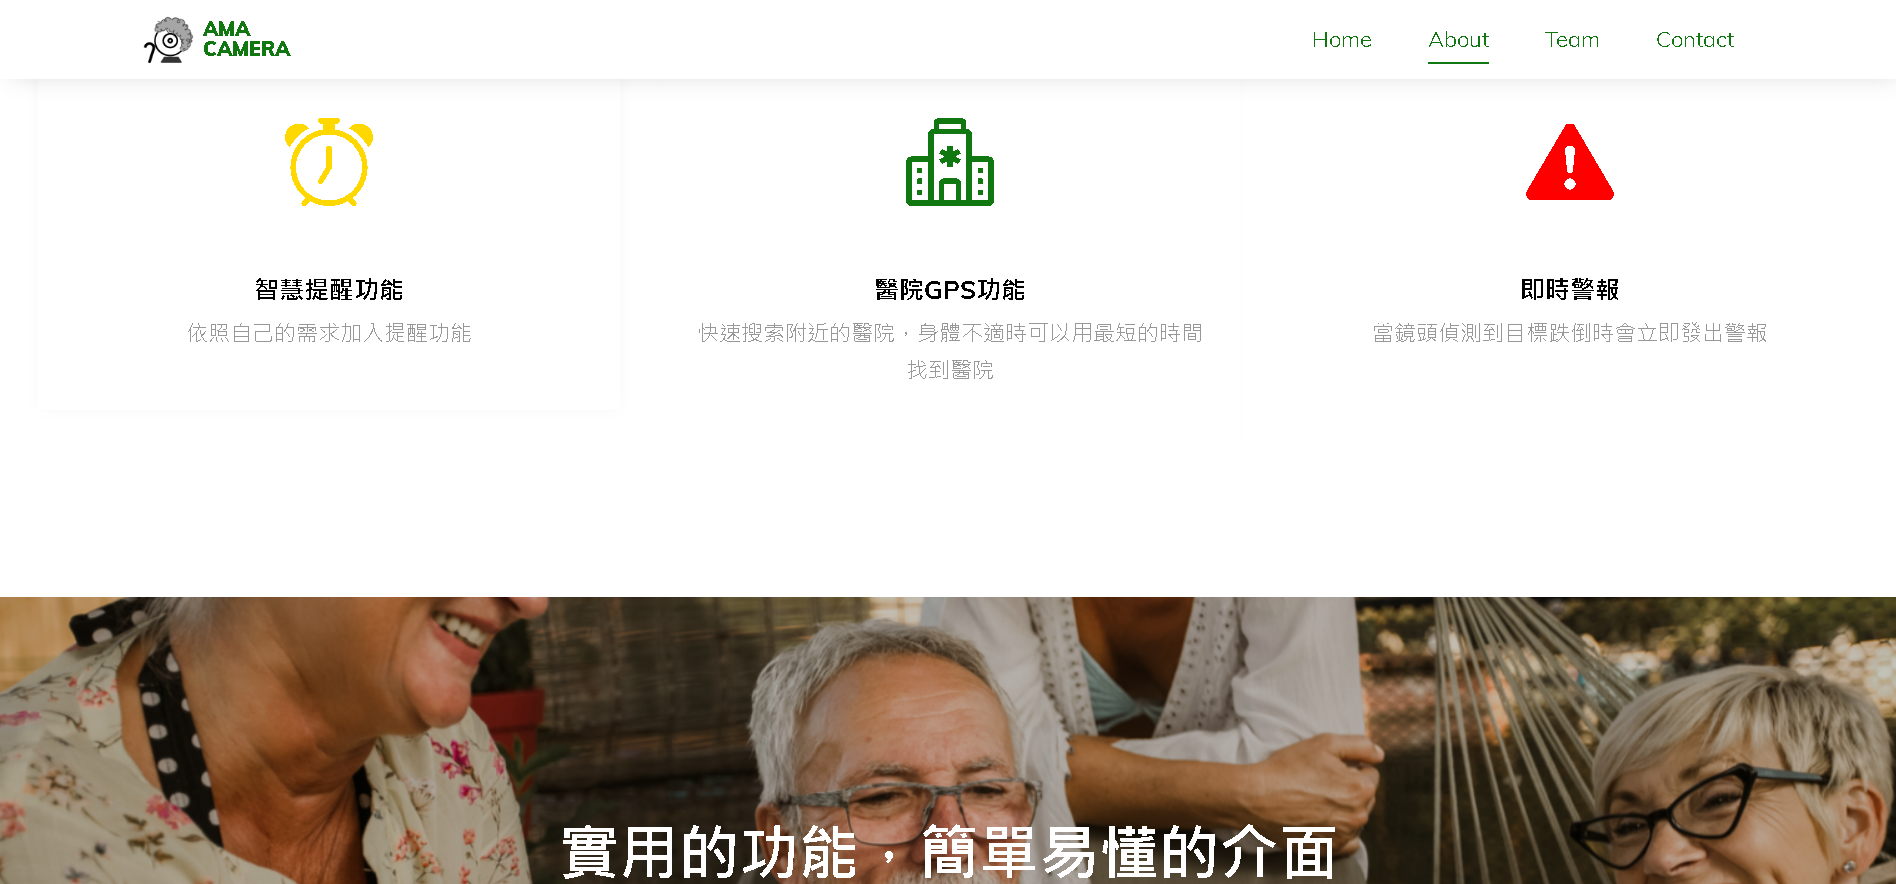 AMA
CAMERA
Home
About
Team
Contact
智慧提醒功能
依照自己的需求加入提醒功能
醫院GPS功能
快速搜索附近的醫院，身體不適時可以用最短的時間
找到醫院
即時警報
當鏡頭偵測到目標跌倒時會立即發出警報
實用的功能，簡單易懂的介面